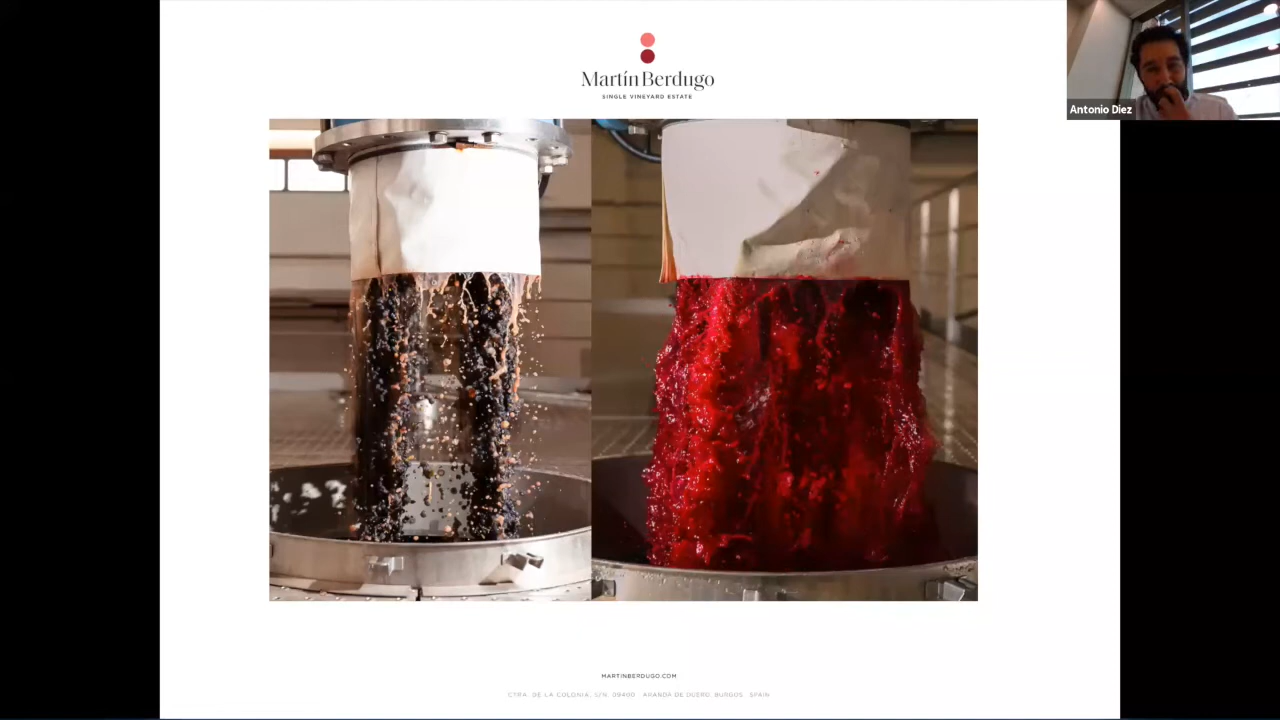 Martín Berdugo
SINGLE VINEYARD ESTATE
Antonio Diez
MARTINBERDUGO.COM
CTRA. DE LA COLONIA, S/N. 09400 ARANDA DE DUERO. BURGOS SPAIN